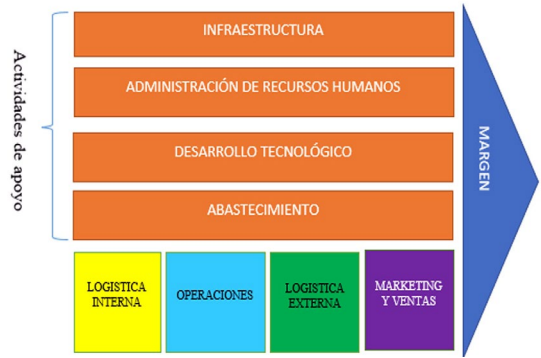 Actividades de apoyo
INFRAESTRUCTURA
ADMINISTRACIÓN DE RECURSOS HUMANOS
DESARROLLO TECNOLÓGICO
ABASTECIMIENTO
MARGEN
LOGISTICA
INTERNA
OPERACIONES
LOGISTICA
EXTERNA
MARKETING
Y VENTAS